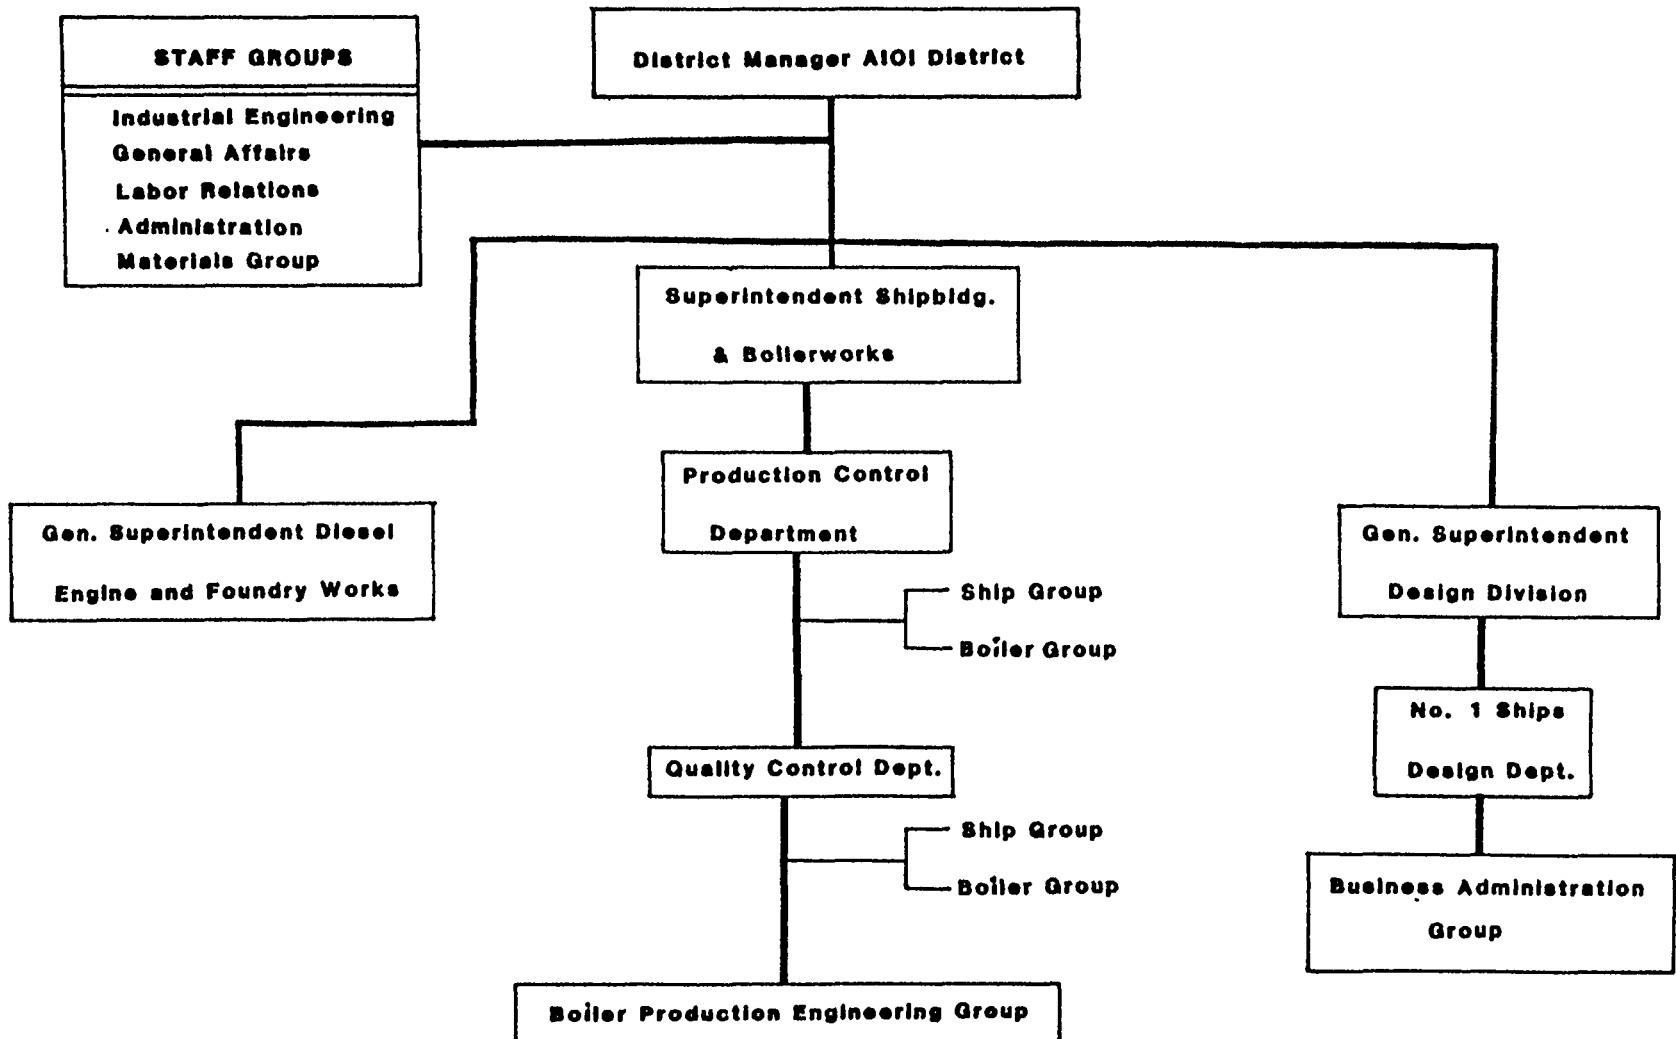 STAFF GROUPS
Industrial Engineering
General Affairs
Labor Relations
Administration
Materials Group
District Manager AIOI District
Superintendent Shipbldg.
& Boilerworks
Production Control
Department
Ship Group
Boiler Group
Quality Control Dept.
Ship Group
Boiler Group
Boiler Production Engineering Group
Gen. Superintendent Diesel
Engine and Foundry Works
Gen. Superintendent
Design Division
No. 1 Ships
Design Dept.
Business Administration
Group